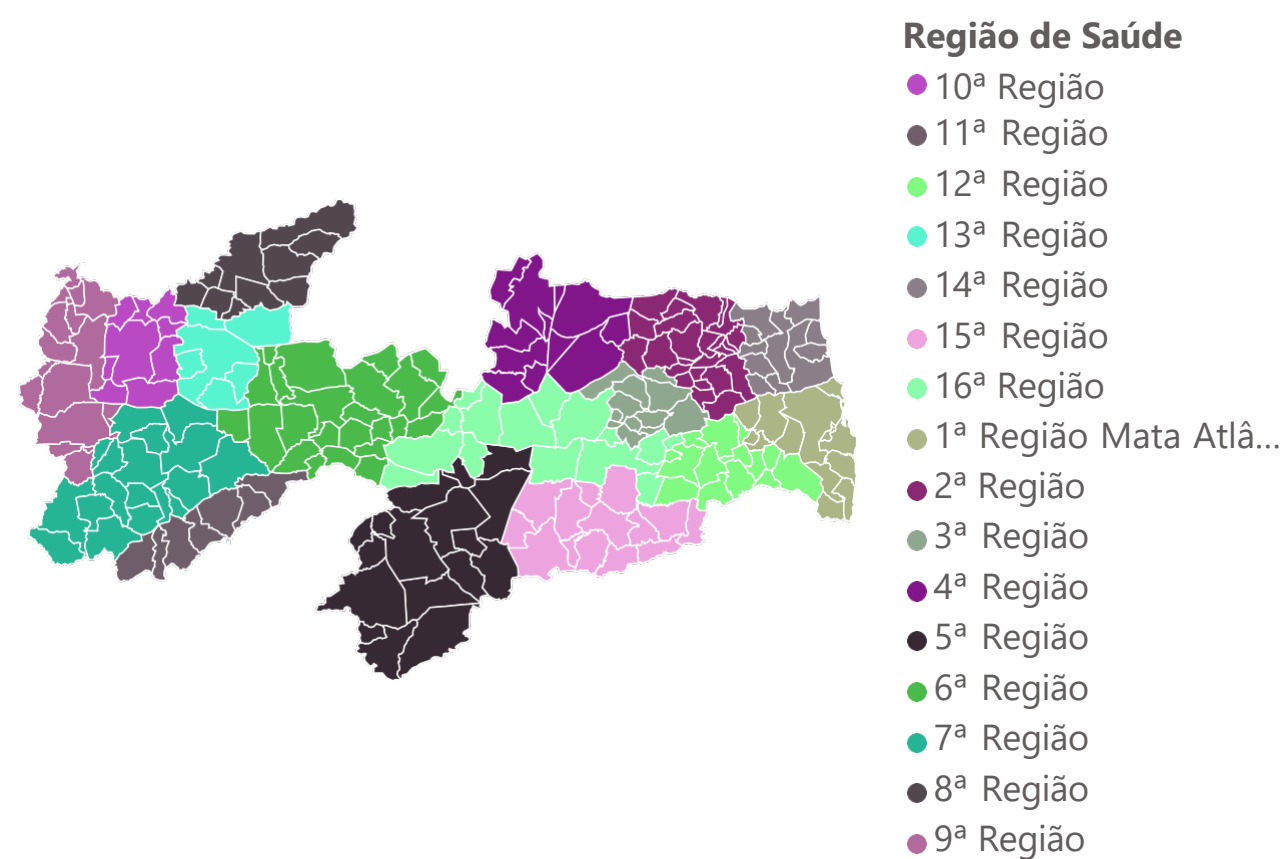 Região de Saúde
10ª Região
11ª Região
12ª Região
13ª Região
14ª Região
15ª Região
16ª Região
1ª Região Mata Atlâ...
2ª Região
3ª Região
4ª Região
5ª Região
6ª Região
7ª Região
8ª Região
9ª Região